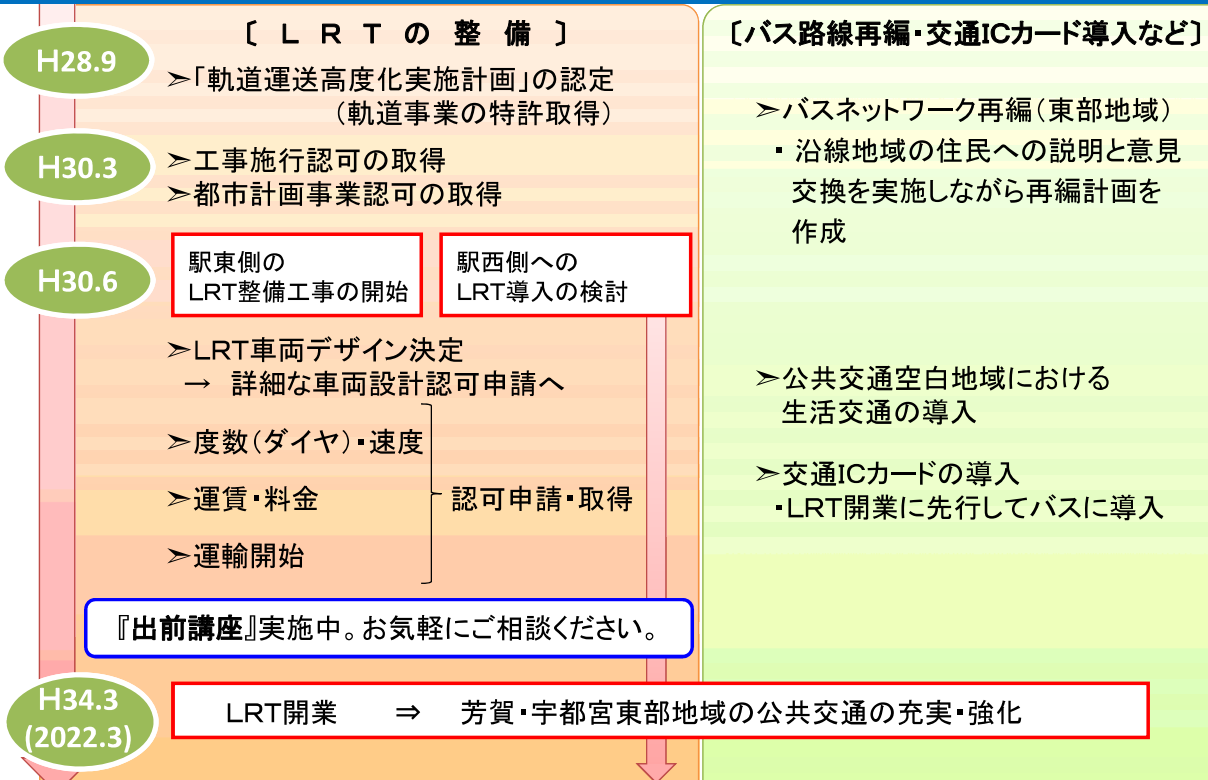 〔 L R T の 整 備 〕
H28.9
➣「軌道運送高度化実施計画」の認定
(軌道事業の特許取得)
H30.3
➣工事施行認可の取得
➣都市計画事業認可の取得
H30.6
駅東側の
LRT整備工事の開始
駅西側への
LRT導入の検討
➣LRT車両デザイン決定
→ 詳細な車両設計認可申請へ
➣度数(ダイヤ)・速度
➣運賃・料金
認可申請・取得
➣運輸開始
『出前講座』実施中。お気軽にご相談ください。
〔バス路線再編・交通ICカード導入など〕
➣バスネットワーク再編(東部地域)
・ 沿線地域の住民への説明と意見
交換を実施しながら再編計画を
作成
➣公共交通空白地域における
生活交通の導入
➣交通ICカードの導入
・LRT開業に先行してバスに導入
H34.3
(2022.3)
LRT開業 ⇒ 芳賀・宇都宮東部地域の公共交通の充実・強化